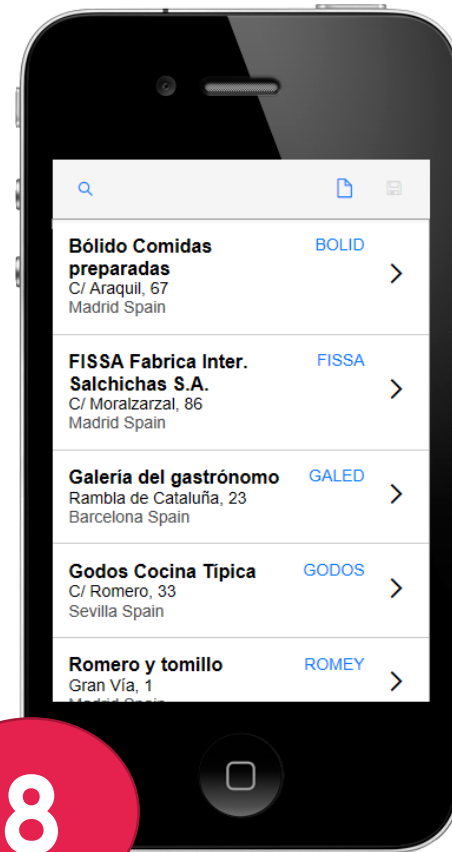 Bólido Comidas
preparadas
BOLID
C/ Araquil, 67
Madrid Spain
FISSA Fabrica Inter.
Salchichas S.A.
FISSA
C/ Moralzarzal, 86
Madrid Spain
Galería del gastrónomo
GALED
Rambla de Cataluña, 23
Barcelona Spain
Godos Cocina Típica
GODOS
C/ Romero, 33
Sevilla Spain
Romero y tomillo
ROMEY
Gran Vía, 1
Madrid Spain
8